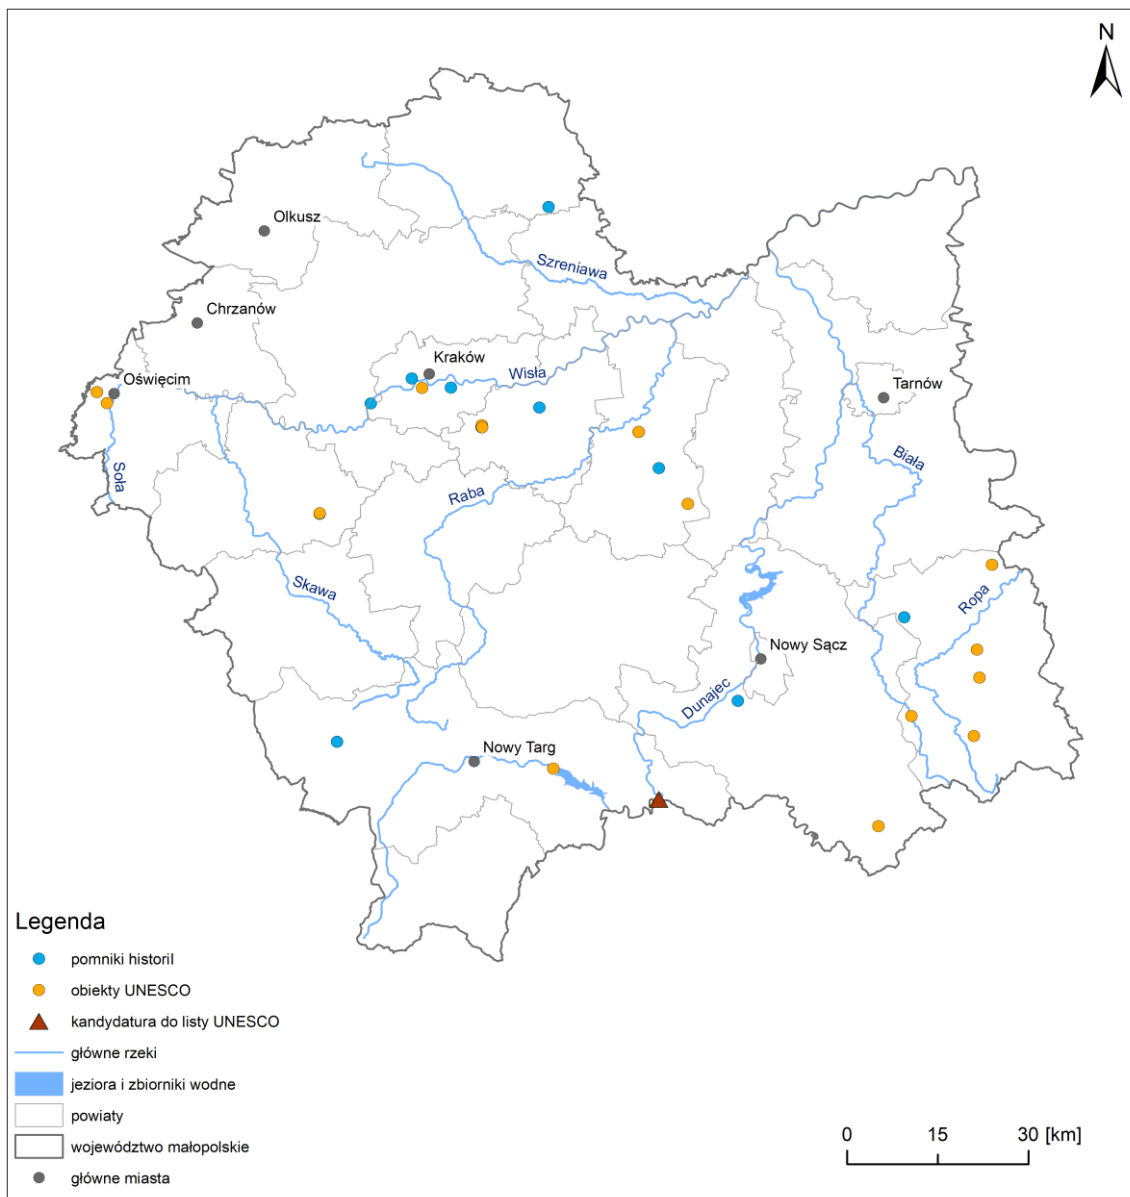 N
Olkusz
Szreniawa
Chrzanów
Kraków
Wisła
Oświęcim
Tarnów
Biała
Soła
Raba
Skawa
Ropa
Nowy Sącz
Dunajec
Nowy Targ
Legenda
pomniki historiI
obiekty UNESCO
kandydatura do listy UNESCO
główne rzeki
jeziora i zbiorniki wodne
powiaty
województwo małopolskie
główne miasta
0 15 30 [km]